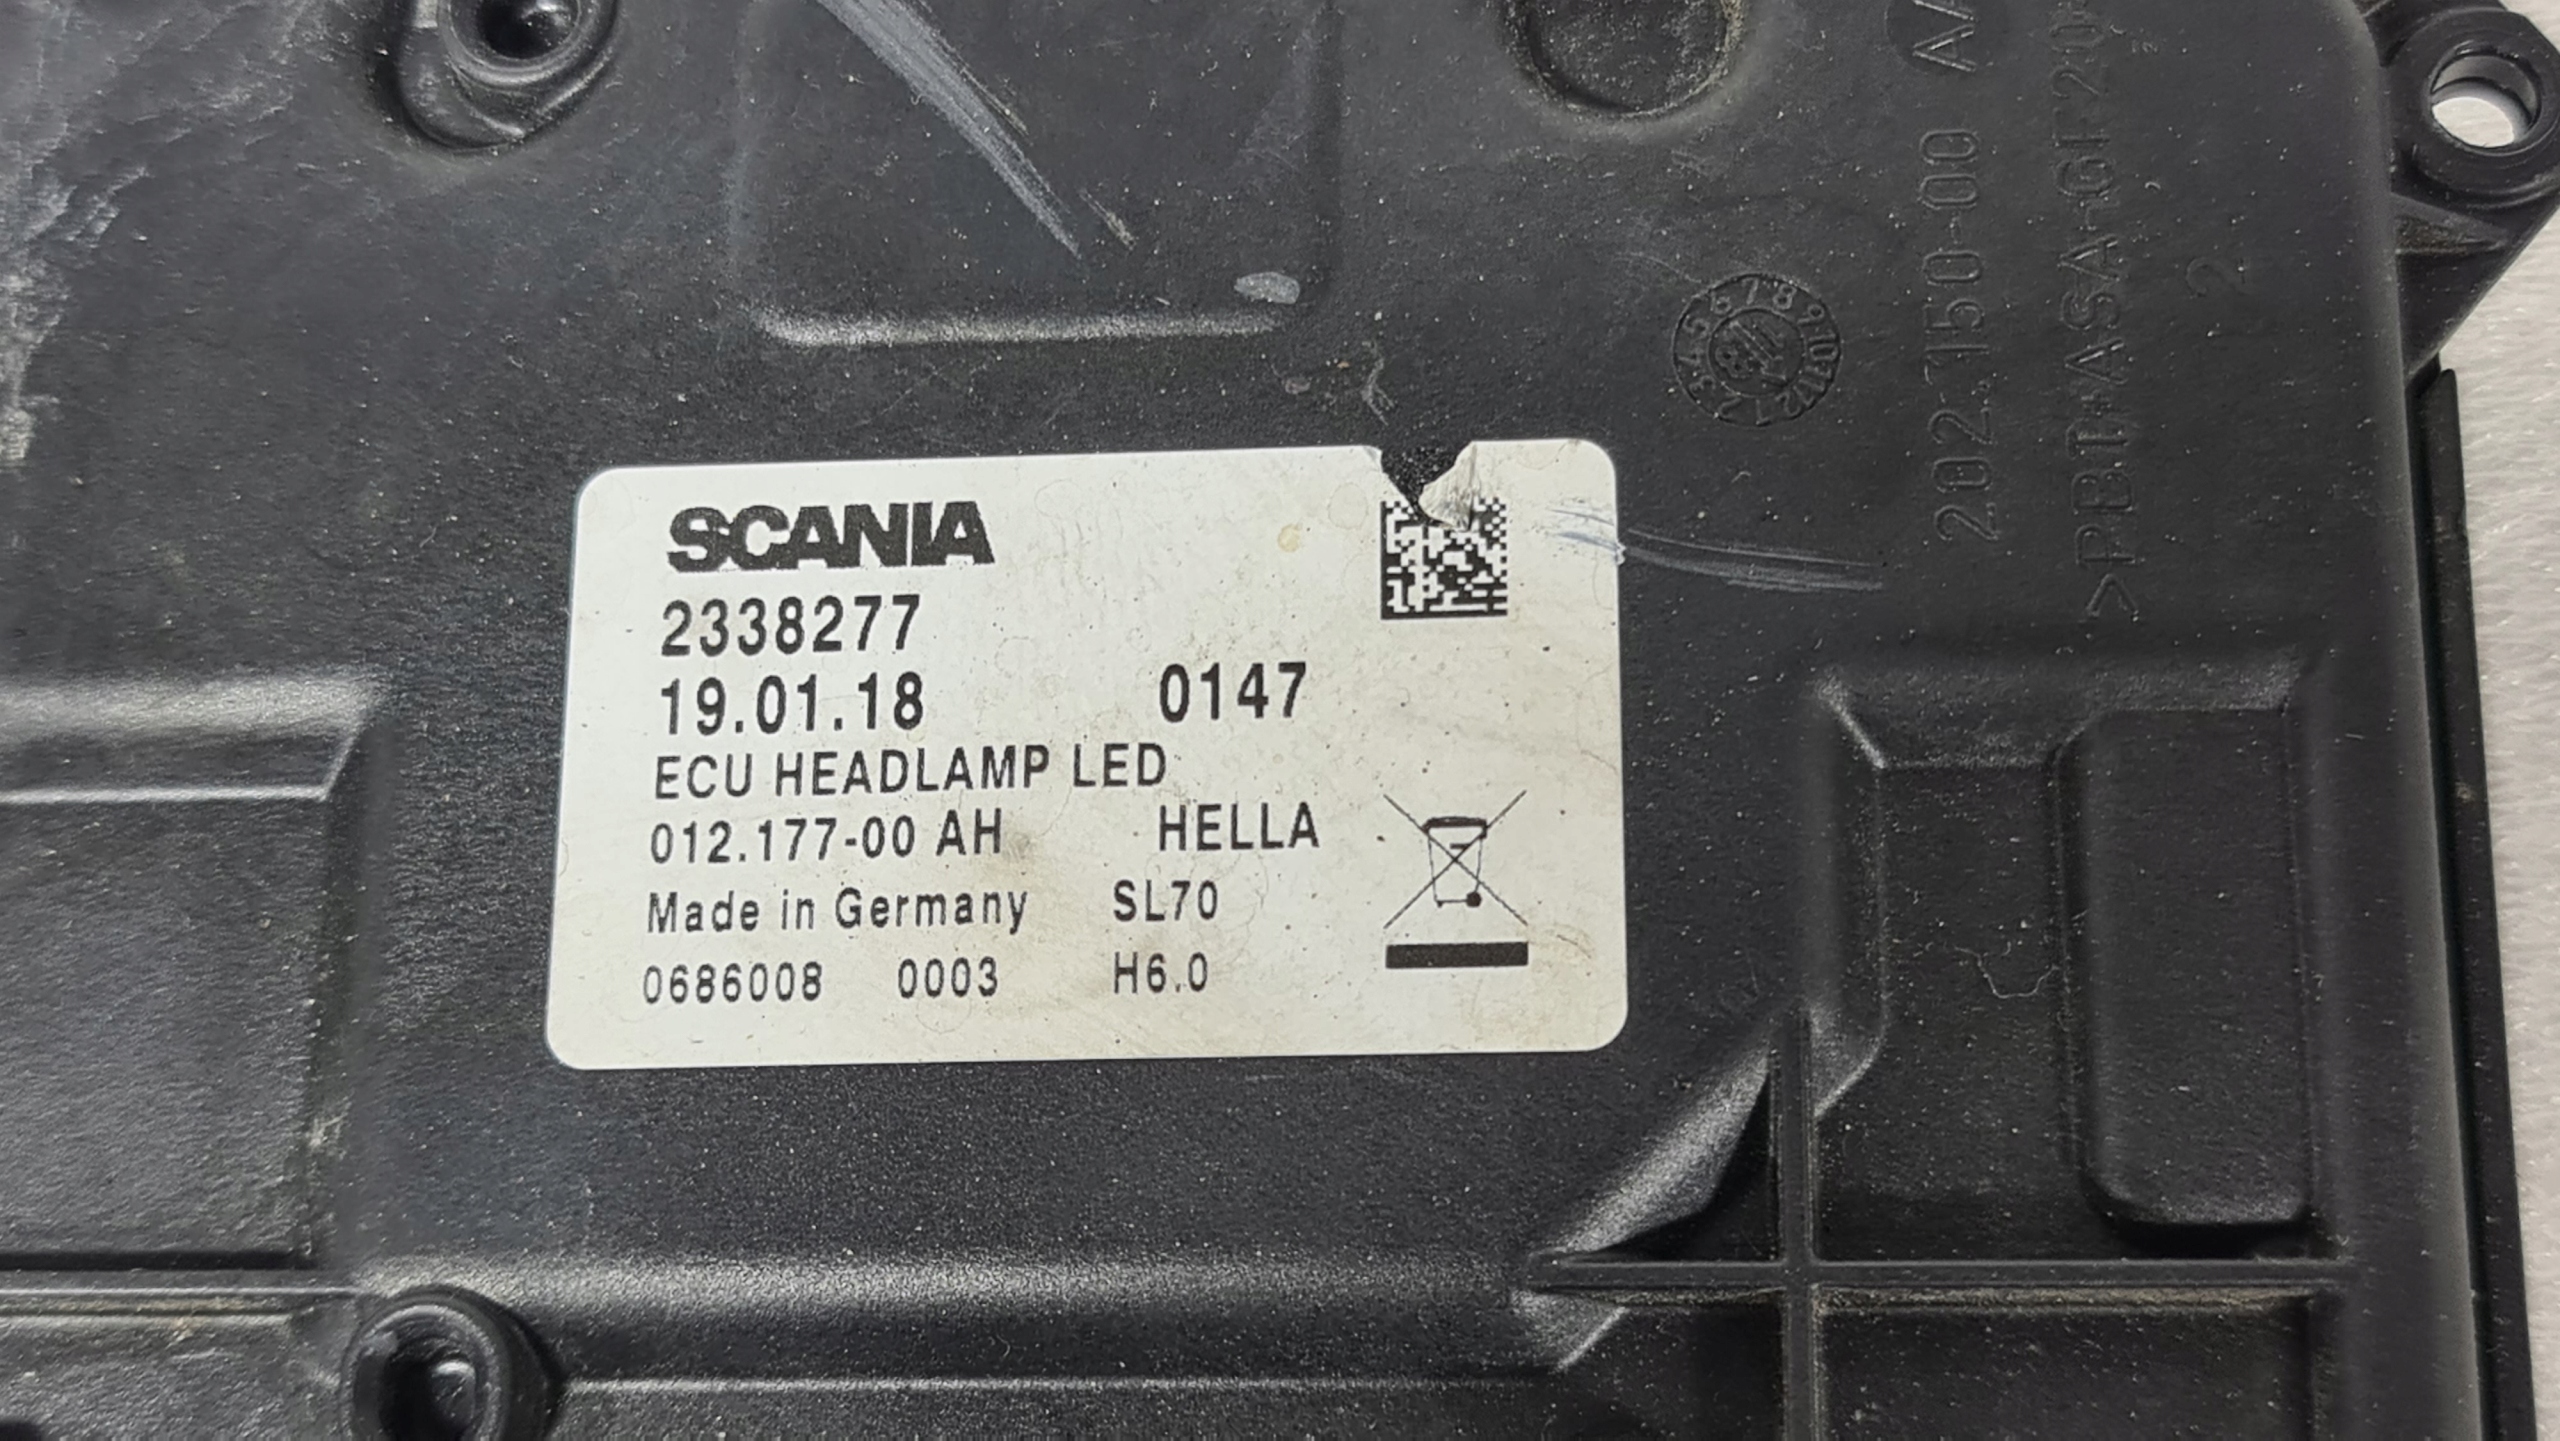 SCANIA
2338277
19.01.18 0147
ECU HEADLAMP LED
012.177-00 AH HELLA
Made in Germany SL70
0686008 0003 H6.0
202.150-00
>PBT+ASA-GF20
2